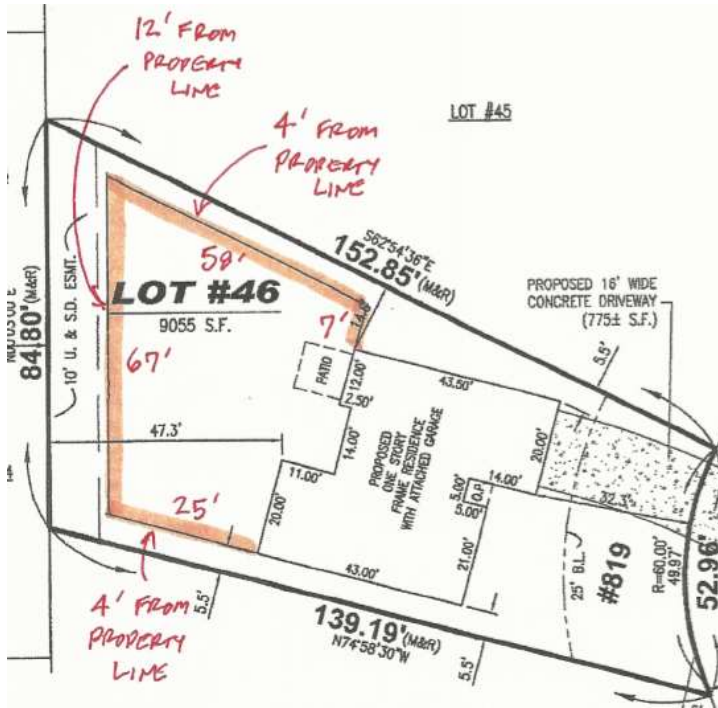 12' FROM
PROPERTY
LINE
LOT #45
4' FROM
PROPERTY
LINE
S62°54'36"E
152.85' (M&R)
58'
PROPOSED 16' WIDE
CONCRETE DRIVEWAY
(775± S.F.)
10' U. & S.D. ESMT.
84.80' (M&R)
LOT #46
9055 S.F.
14.8'
7'
5.5'
67'
PATIO
12.00'
43.50'
2.50'
47.3'
14.00'
PROPOSED
ONE STORY
FRAME RESIDENCE
WITH ATTACHED GARAGE
20.00'
11.00'
5.00'
O.P.
5.00'
14.00'
32.3'
25'
20.00'
21.00'
25' B.L.
#819
R=60.00'
49.97'
52.96'
43.00'
4' FROM
PROPERTY
LINE
5.5'
139.19' (M&R)
N74°58'30"W
5.5'